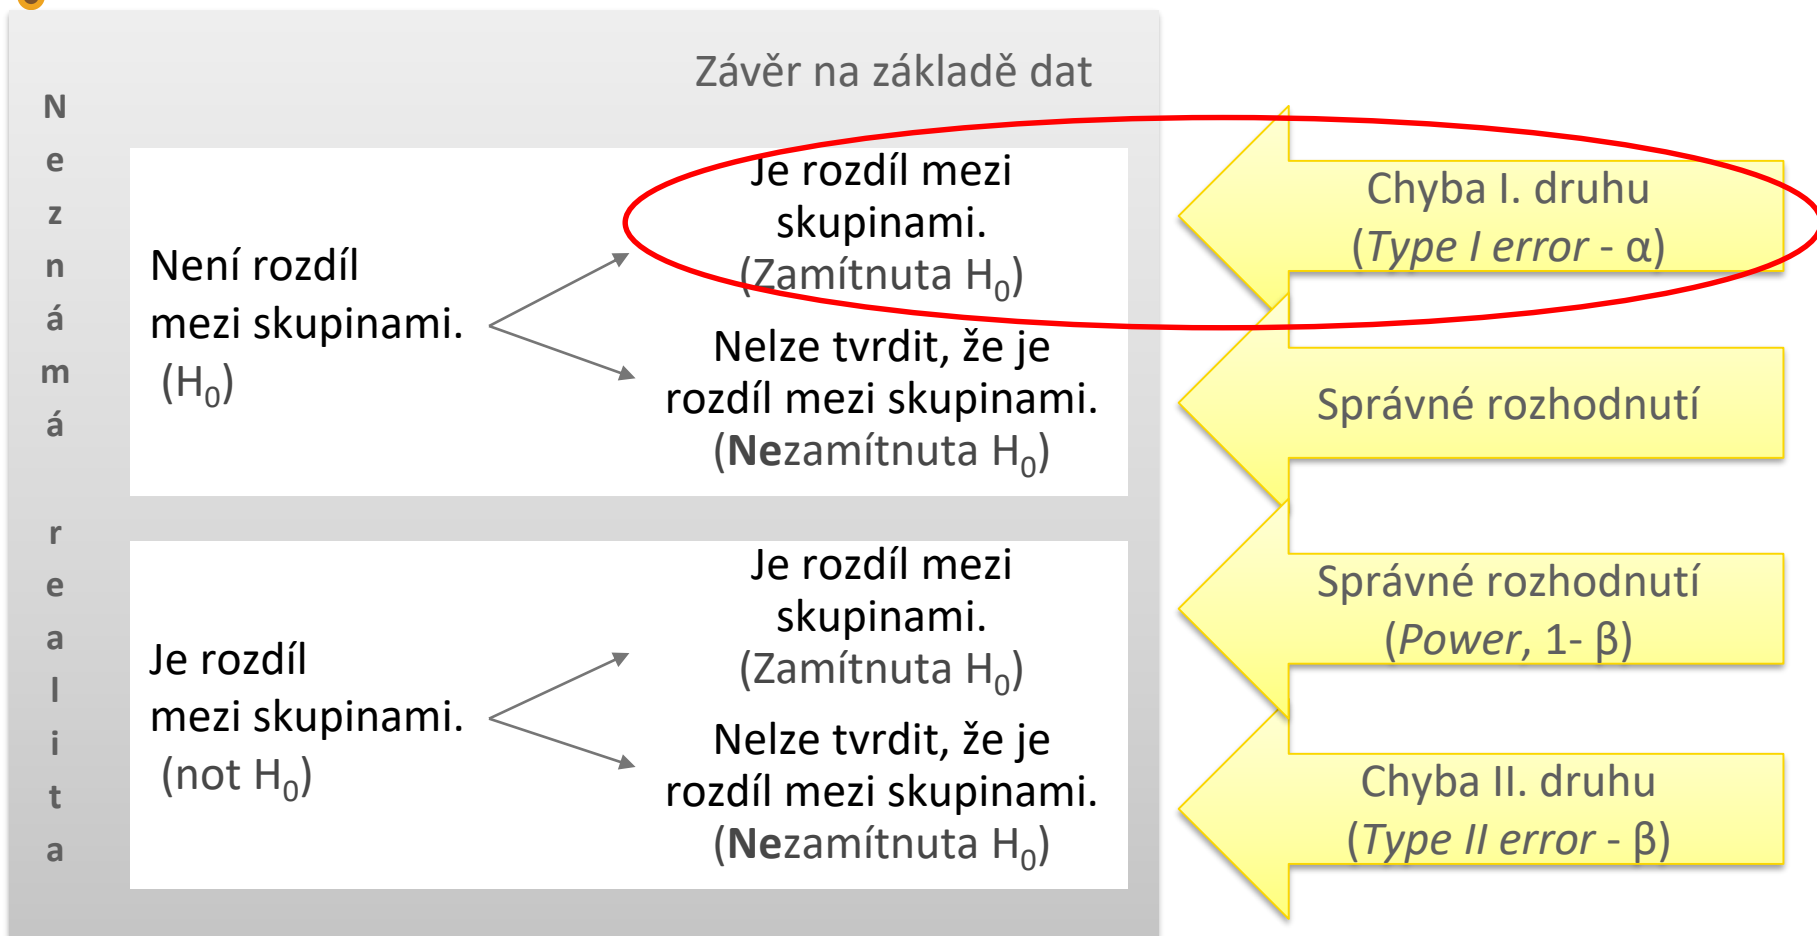 Závěr na základě dat
Neznámá realita
Není rozdíl
mezi skupinami.
(H₀)
Je rozdíl mezi
skupinami.
(Zamítnuta H₀)
Nelze tvrdit, že je
rozdíl mezi skupinami.
(Nezamítnuta H₀)
Chyba I. druhu
(Type I error - α)
Správné rozhodnutí
Je rozdíl
mezi skupinami.
(not H₀)
Je rozdíl mezi
skupinami.
(Zamítnuta H₀)
Nelze tvrdit, že je
rozdíl mezi skupinami.
(Nezamítnuta H₀)
Správné rozhodnutí
(Power, 1- β)
Chyba II. druhu
(Type II error - β)